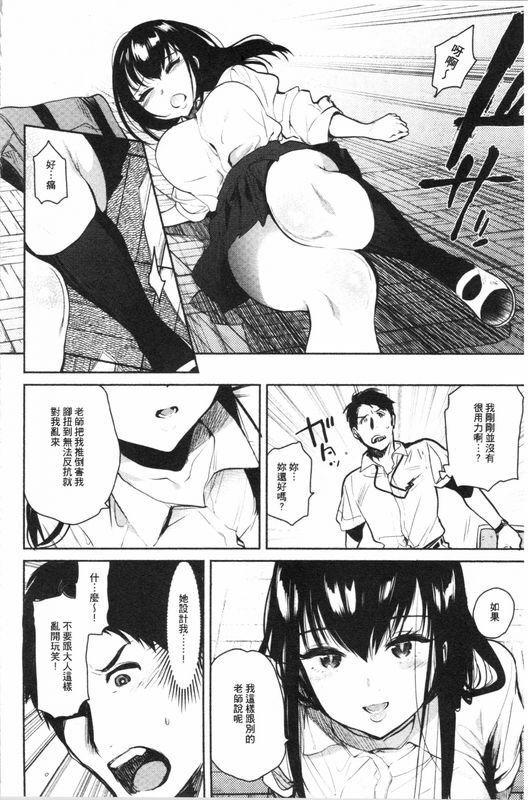 呀啊~
好…痛
我剛剛並沒有
很用力啊…?
妳…
妳還好嗎?
老師把我推倒害我
腳扭到無法反抗就
對我亂來
如果
我這樣跟別的
老師說呢
她設計我……!
什…麼~!
不要跟大人這樣
亂開玩笑!